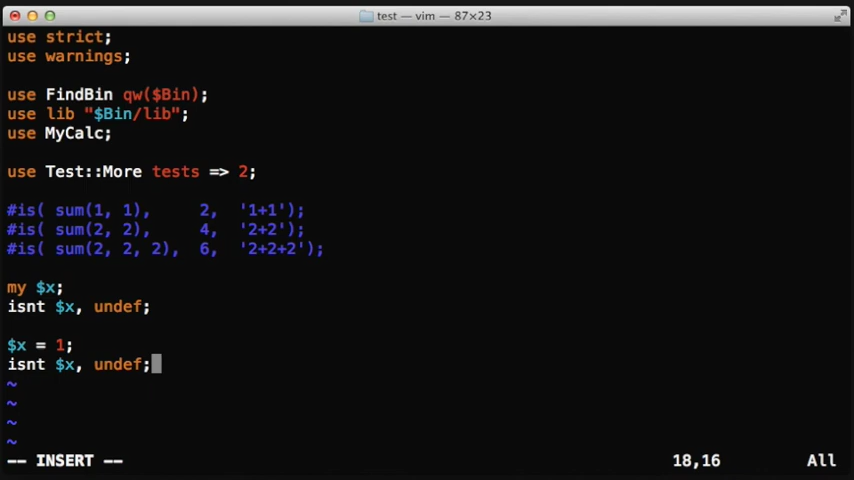 test — vim — 87×23
use strict;
use warnings;
use FindBin qw($Bin);
use lib "$Bin/lib";
use MyCalc;
use Test::More tests => 2;
#is( sum(1, 1),     2,  '1+1');
#is( sum(2, 2),     4,  '2+2');
#is( sum(2, 2, 2),  6,  '2+2+2');
my $x;
isnt $x, undef;
$x = 1;
isnt $x, undef;
~
~
~
~
-- INSERT -- 18,16 All